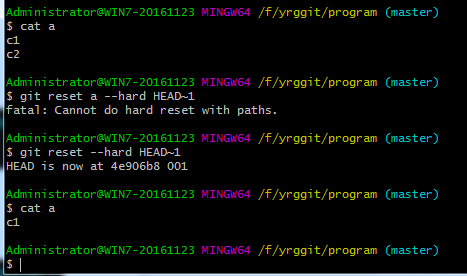 Administrator@WIN7-20161123 MINGW64 /f/yrggit/program (master)
$ cat a
c1
c2
Administrator@WIN7-20161123 MINGW64 /f/yrggit/program (master)
$ git reset a --hard HEAD~1
fatal: Cannot do hard reset with paths.
Administrator@WIN7-20161123 MINGW64 /f/yrggit/program (master)
$ git reset --hard HEAD~1
HEAD is now at 4e906b8 001
Administrator@WIN7-20161123 MINGW64 /f/yrggit/program (master)
$ cat a
c1
Administrator@WIN7-20161123 MINGW64 /f/yrggit/program (master)
$